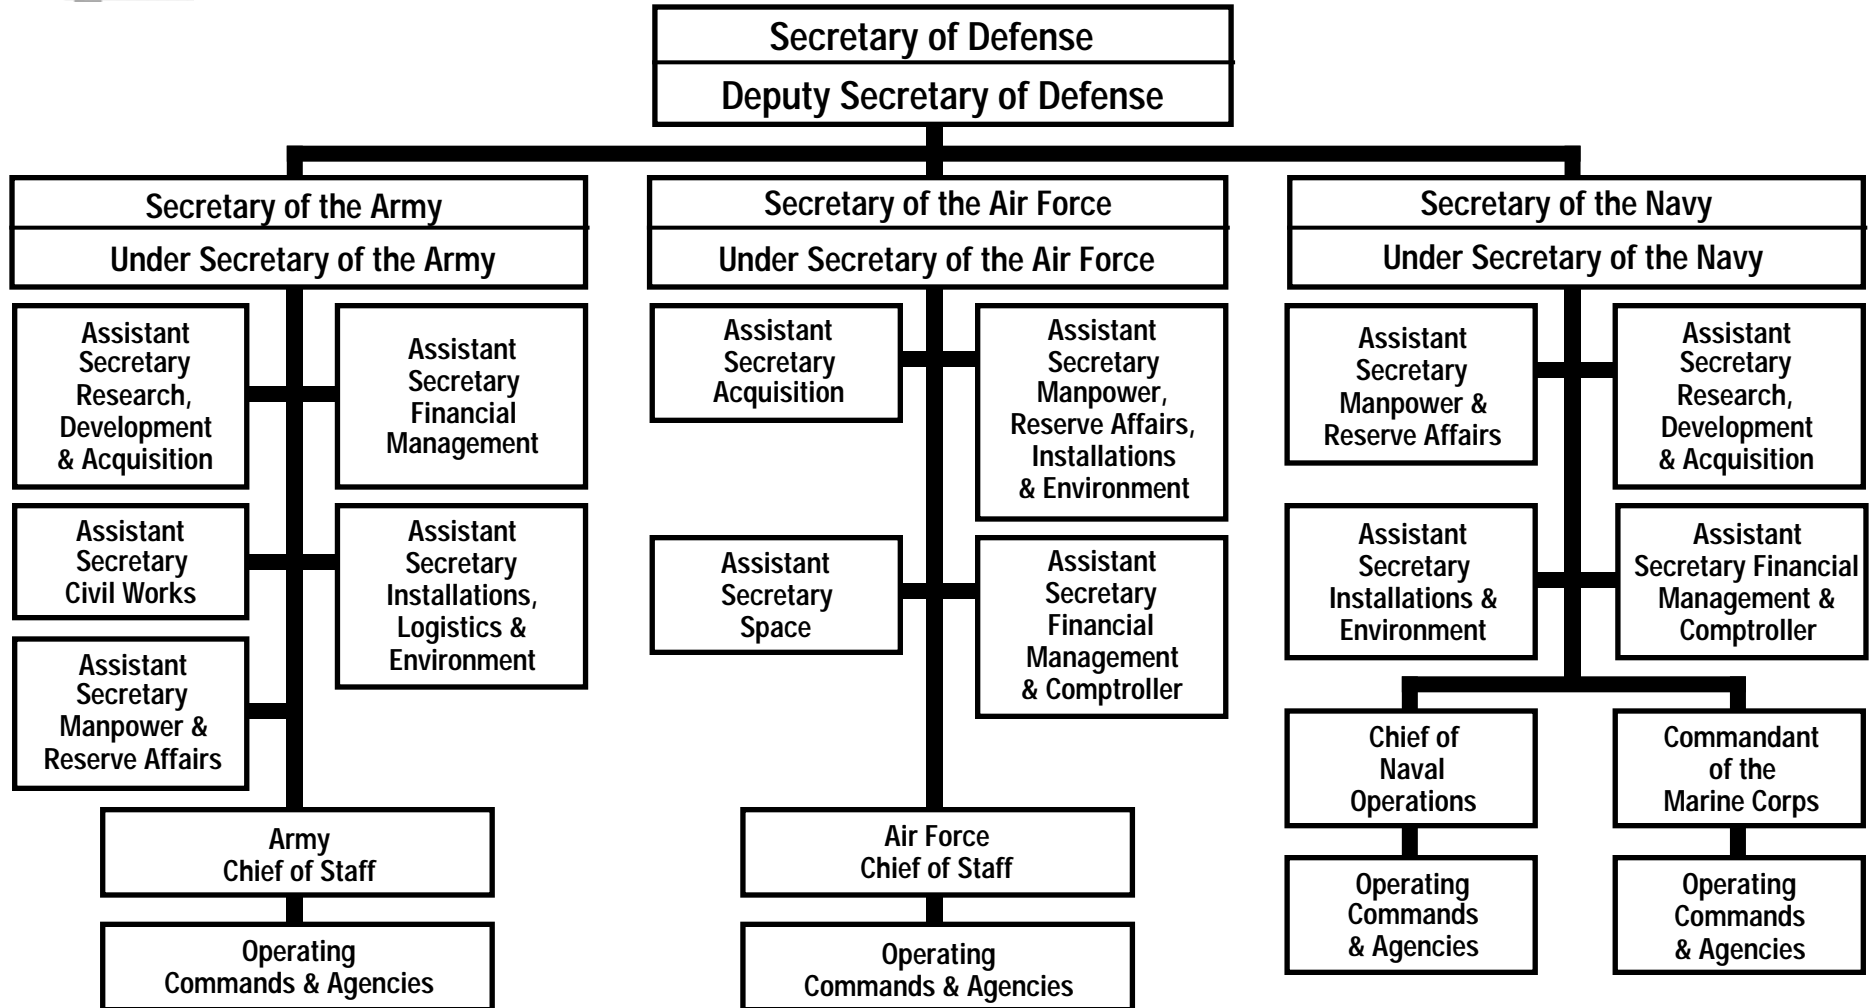 Secretary of Defense
Deputy Secretary of Defense
Secretary of the Army
Under Secretary of the Army
Assistant
Secretary
Research,
Development
& Acquisition
Assistant
Secretary
Financial
Management
Assistant
Secretary
Civil Works
Assistant
Secretary
Installations,
Logistics &
Environment
Assistant
Secretary
Manpower &
Reserve Affairs
Army
Chief of Staff
Operating
Commands & Agencies
Secretary of the Air Force
Under Secretary of the Air Force
Assistant
Secretary
Acquisition
Assistant
Secretary
Manpower,
Reserve Affairs,
Installations
& Environment
Assistant
Secretary
Space
Assistant
Secretary
Financial
Management
& Comptroller
Air Force
Chief of Staff
Operating
Commands & Agencies
Secretary of the Navy
Under Secretary of the Navy
Assistant
Secretary
Manpower &
Reserve Affairs
Assistant
Secretary
Research,
Development
& Acquisition
Assistant
Secretary
Installations &
Environment
Assistant
Secretary Financial
Management &
Comptroller
Chief of
Naval
Operations
Commandant
of the
Marine Corps
Operating
Commands
& Agencies
Operating
Commands
& Agencies